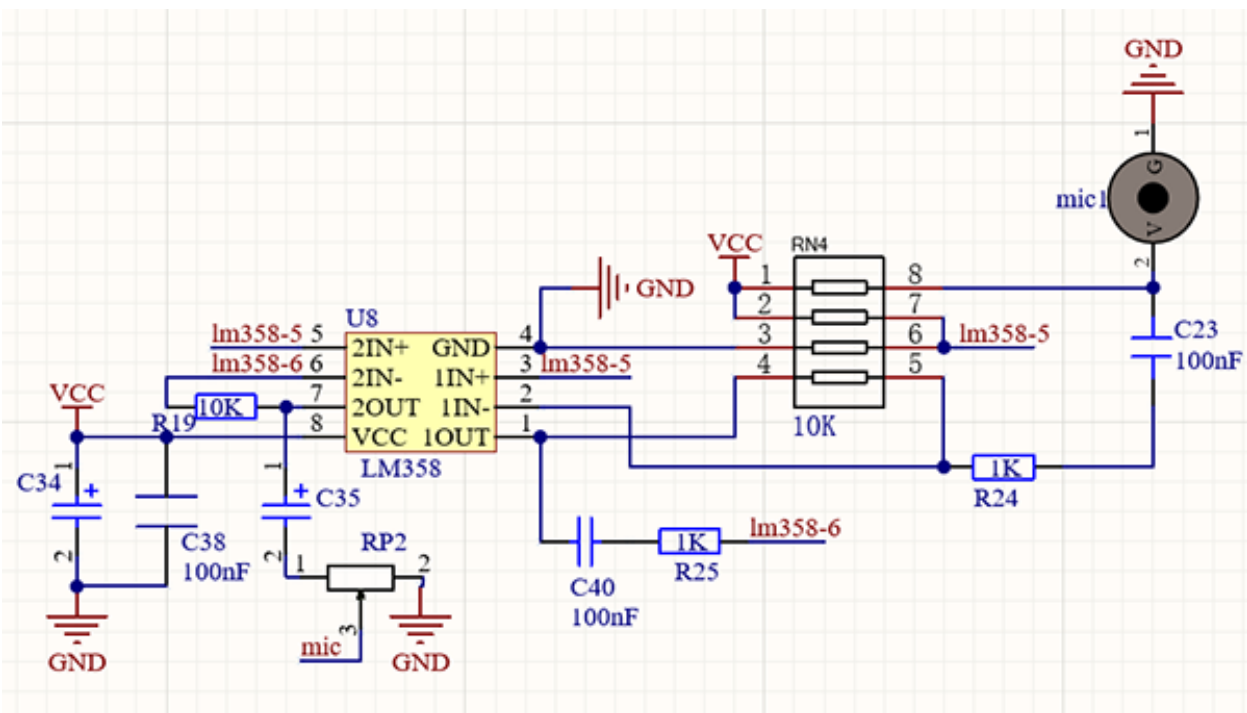 GND
1
G
mic1
V
2
VCC
RN4
1
8
2
7
3
6
lm358-5
4
5
10K
C23
100nF
GND
U8
lm358-5
5
2IN+
GND
4
lm358-6
6
2IN-
1IN+
3
lm358-5
7
2OUT
1IN-
2
8
VCC
1OUT
1
LM358
VCC
10K
R19
1K
R24
C34
1
+
2
C38
100nF
1
+
C35
2
RP2
1
2
3
mic
GND
GND
C40
100nF
1K
R25
lm358-6